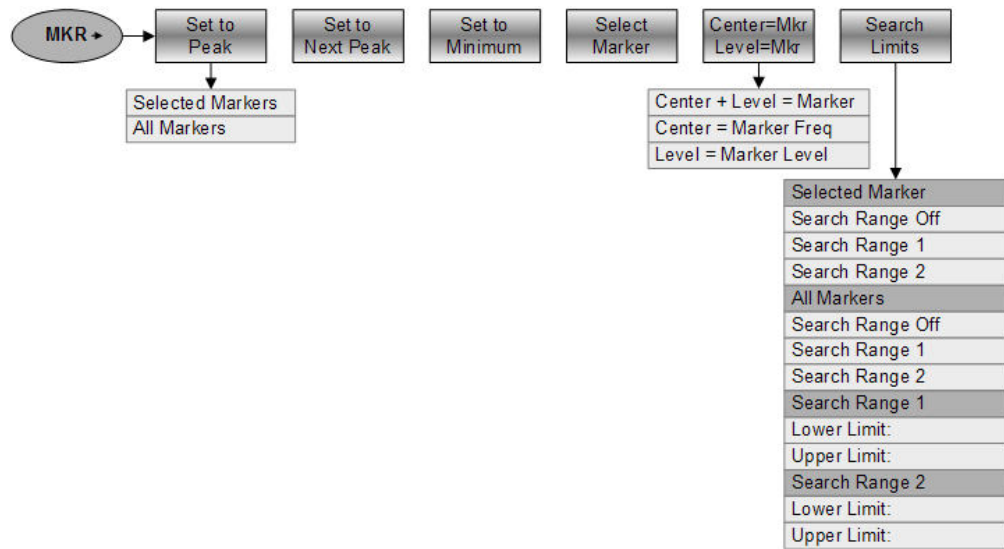 MKR →
Set to
Peak
Set to
Next Peak
Set to
Minimum
Select
Marker
Center=Mkr
Level=Mkr
Search
Limits
Selected Markers
All Markers
Center + Level = Marker
Center = Marker Freq
Level = Marker Level
Selected Marker
Search Range Off
Search Range 1
Search Range 2
All Markers
Search Range Off
Search Range 1
Search Range 2
Search Range 1
Lower Limit:
Upper Limit:
Search Range 2
Lower Limit:
Upper Limit: